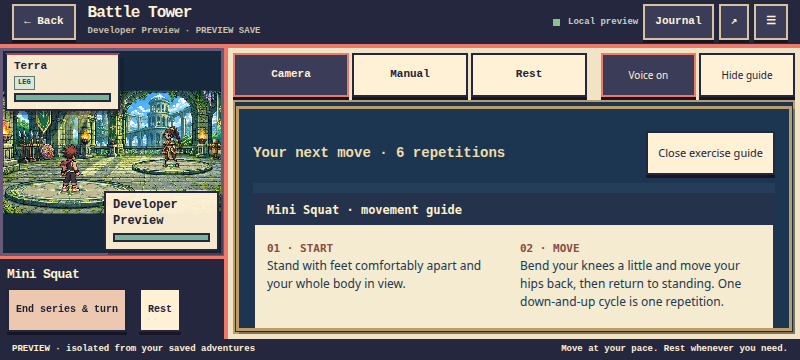 ← Back
Battle Tower
Developer Preview · PREVIEW SAVE
Local preview
Journal
↗
☰
Terra
LEG
Developer
Preview
Mini Squat
End series & turn
Rest
Camera
Manual
Rest
Voice on
Hide guide
Your next move · 6 repetitions
Close exercise guide
Mini Squat · movement guide
01 · START
Stand with feet comfortably apart and
your whole body in view.
02 · MOVE
Bend your knees a little and move your
hips back, then return to standing. One
down-and-up cycle is one repetition.
PREVIEW · isolated from your saved adventures
Move at your pace. Rest whenever you need.